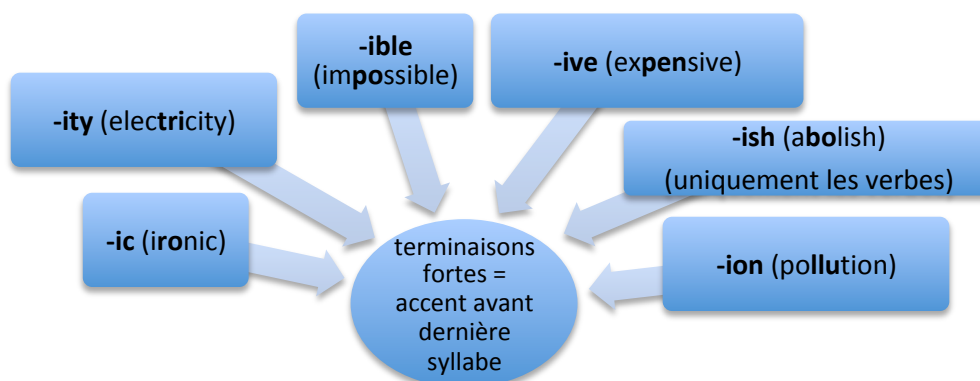 -ible
(impossible)
-ive (expensive)
-ity (electricity)
-ish (abolish)
(uniquement les verbes)
-ic (ironic)
-ion (pollution)
terminaisons
fortes =
accent avant
dernière
syllabe